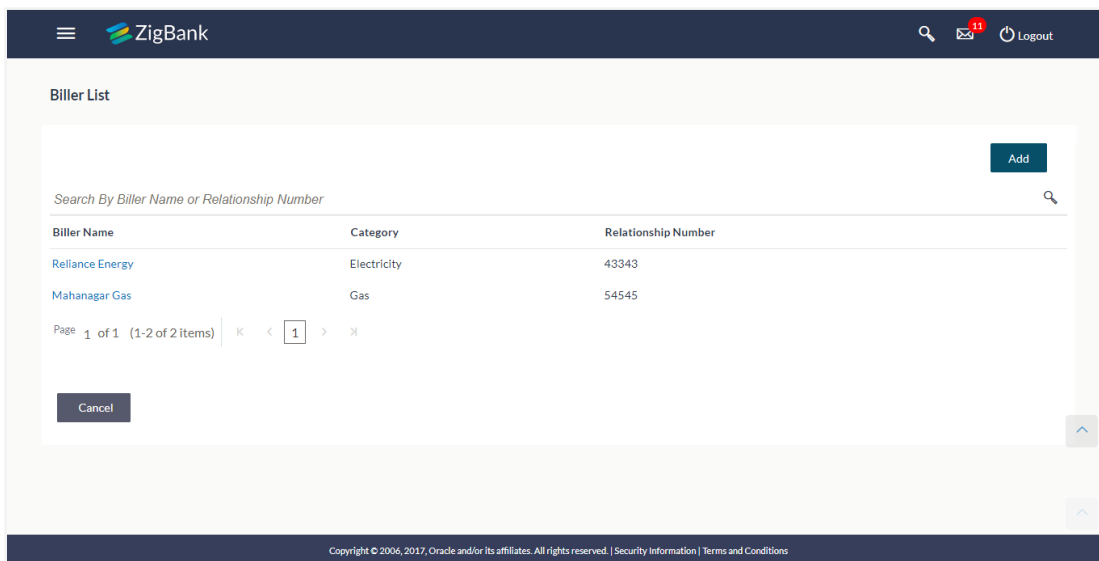 ZigBank 11 Logout
Biller List
Add
Search By Biller Name or Relationship Number
Biller Name Category Relationship Number
Reliance Energy Electricity 43343
Mahanagar Gas Gas 54545
Page 1 of 1 (1-2 of 2 items) K < 1 > >|
Cancel
Copyright © 2006, 2017, Oracle and/or its affiliates. All rights reserved. | Security Information | Terms and Conditions